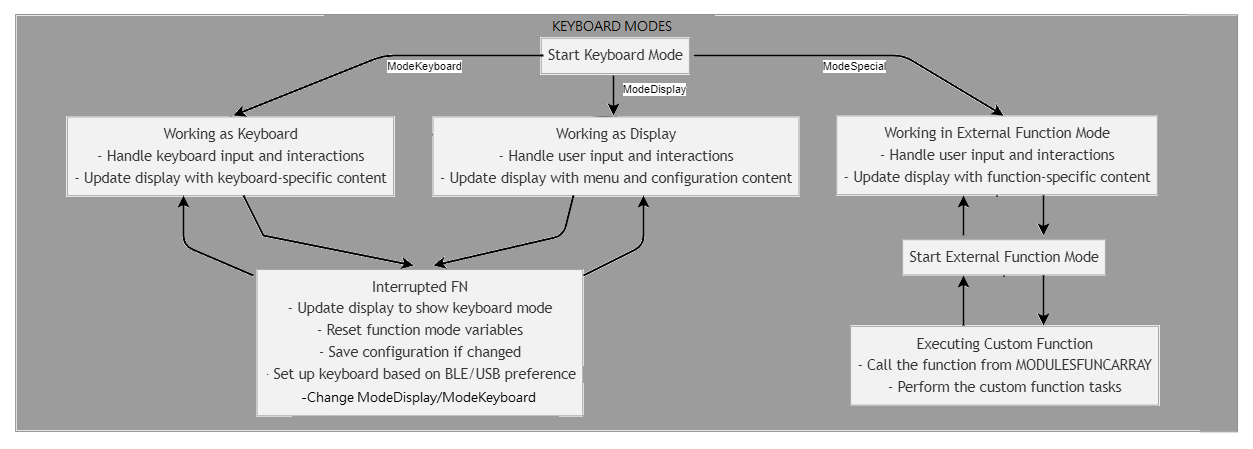 KEYBOARD MODES
Start Keyboard Mode
ModeKeyboard
ModeDisplay
ModeSpecial
Working as Keyboard
- Handle keyboard input and interactions
- Update display with keyboard-specific content
Working as Display
- Handle user input and interactions
- Update display with menu and configuration content
Working in External Function Mode
- Handle user input and interactions
- Update display with function-specific content
Start External Function Mode
Interrupted FN
- Update display to show keyboard mode
- Reset function mode variables
- Save configuration if changed
- Set up keyboard based on BLE/USB preference
-Change ModeDisplay/ModeKeyboard
Executing Custom Function
- Call the function from MODULESFUNCARRAY
- Perform the custom function tasks